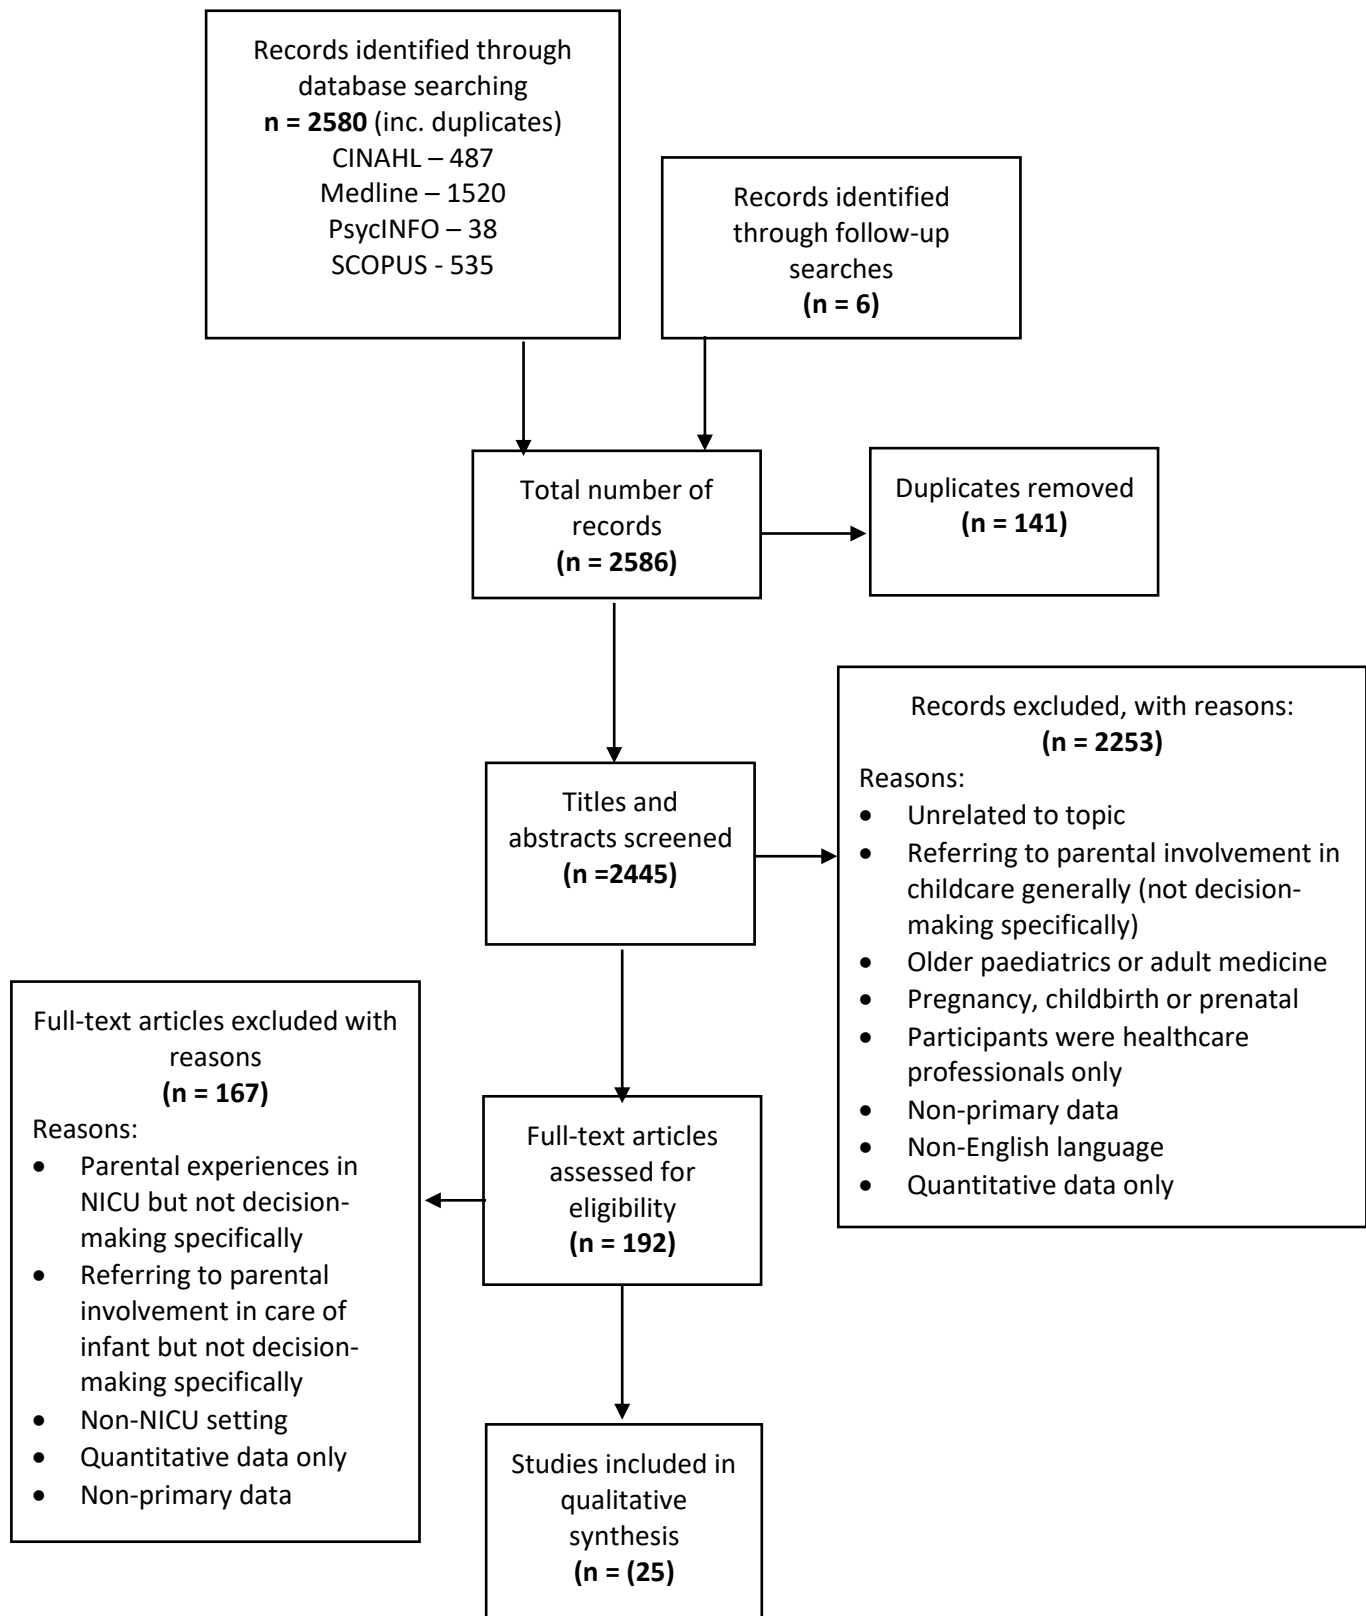 Records identified through
database searching
n = 2580 (inc. duplicates)
CINAHL – 487
Medline – 1520
PsycINFO – 38
SCOPUS - 535
Records identified
through follow-up
searches
(n = 6)
Total number of
records
(n = 2586)
Duplicates removed
(n = 141)
Titles and
abstracts screened
(n =2445)
Records excluded, with reasons:
(n = 2253)
Reasons:
• Unrelated to topic
• Referring to parental involvement in
childcare generally (not decision-
making specifically)
• Older paediatrics or adult medicine
• Pregnancy, childbirth or prenatal
• Participants were healthcare
professionals only
• Non-primary data
• Non-English language
• Quantitative data only
Full-text articles assessed for
eligibility
(n = 192)
Full-text articles excluded with
reasons
(n = 167)
Reasons:
• Parental experiences in
NICU but not decision-
making specifically
• Referring to parental
involvement in care of
infant but not decision-
making specifically
• Non-NICU setting
• Quantitative data only
• Non-primary data
Studies included in
qualitative
synthesis
(n = (25)